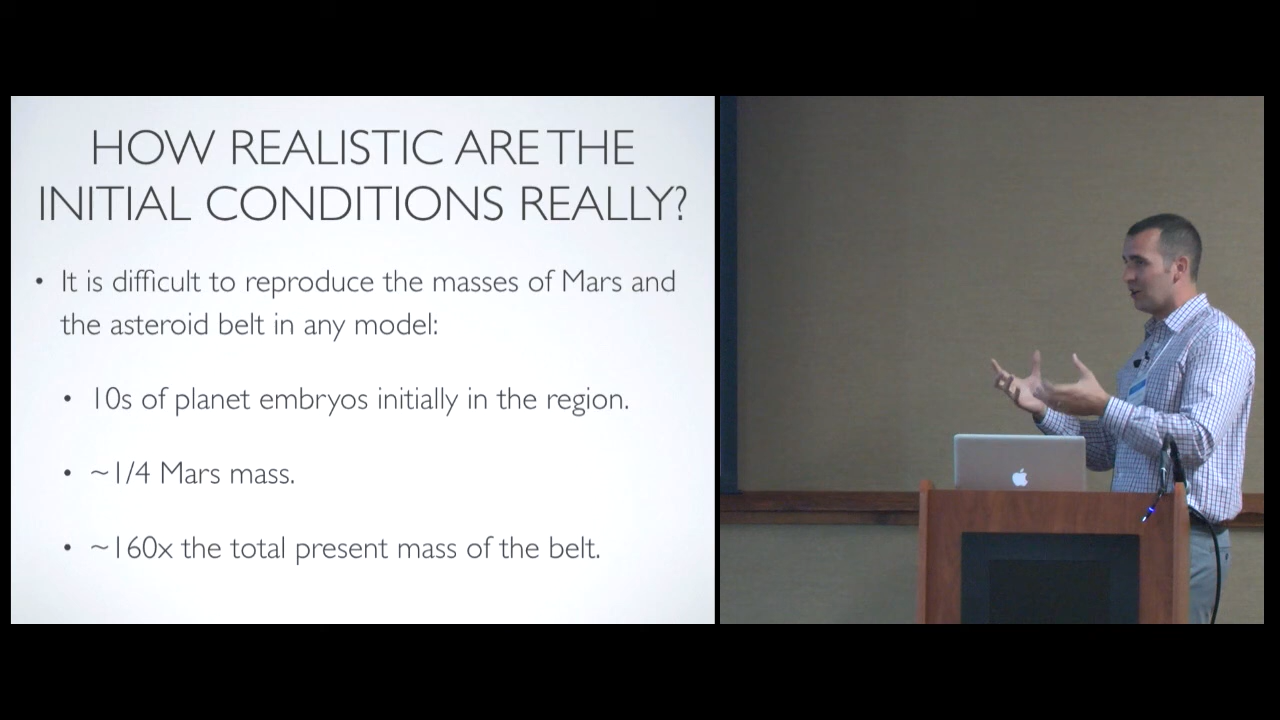 HOW REALISTIC ARE THE
INITIAL CONDITIONS REALLY?
• It is difficult to reproduce the masses of Mars and
the asteroid belt in any model:
• 10s of planet embryos initially in the region.
• ~1/4 Mars mass.
• ~160x the total present mass of the belt.